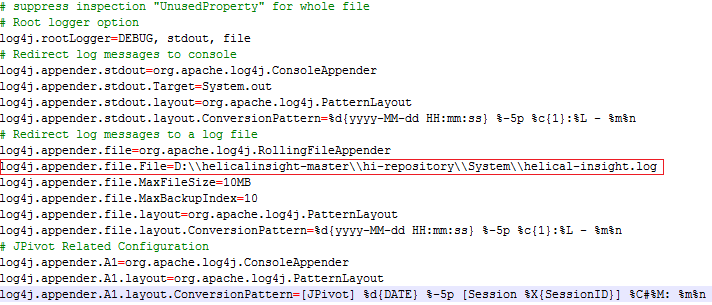 # suppress inspection "UnusedProperty" for whole file
# Root logger option
log4j.rootLogger=DEBUG, stdout, file
# Redirect log messages to console
log4j.appender.stdout=org.apache.log4j.ConsoleAppender
log4j.appender.stdout.Target=System.out
log4j.appender.stdout.layout=org.apache.log4j.PatternLayout
log4j.appender.stdout.layout.ConversionPattern=%d{yyyy-MM-dd HH:mm:ss} %-5p %c{1}:%L - %m%n
# Redirect log messages to a log file
log4j.appender.file=org.apache.log4j.RollingFileAppender
log4j.appender.file.File=D:\\helicalinsight-master\\hi-repository\\System\\helical-insight.log
log4j.appender.file.MaxFileSize=10MB
log4j.appender.file.MaxBackupIndex=10
log4j.appender.file.layout=org.apache.log4j.PatternLayout
log4j.appender.file.layout.ConversionPattern=%d{yyyy-MM-dd HH:mm:ss} %-5p %c{1}:%L - %m%n
# JPivot Related Configuration
log4j.appender.A1=org.apache.log4j.ConsoleAppender
log4j.appender.A1.layout=org.apache.log4j.PatternLayout
log4j.appender.A1.layout.ConversionPattern=[JPivot] %d{DATE} %-5p [Session %X{SessionID}] %C#%M: %m%n